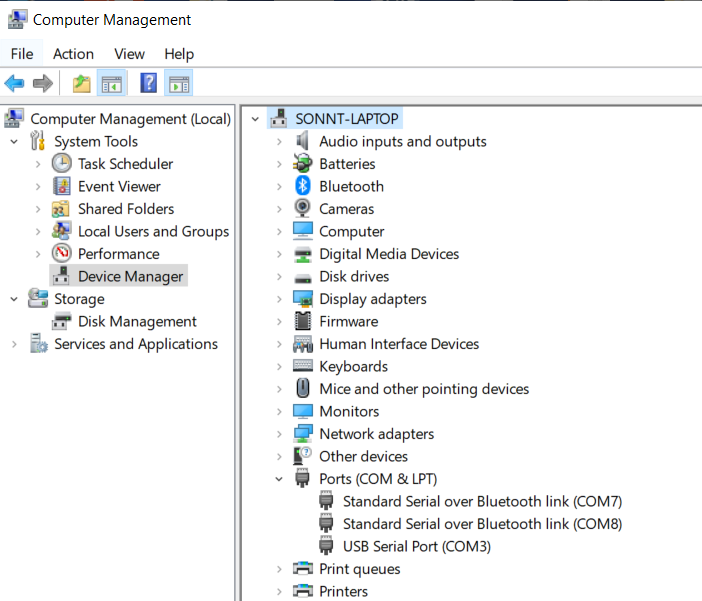 Computer Management
File Action View Help
Computer Management (Local)
System Tools
Task Scheduler
Event Viewer
Shared Folders
Local Users and Groups
Performance
Device Manager
Storage
Disk Management
Services and Applications
SONNT-LAPTOP
Audio inputs and outputs
Batteries
Bluetooth
Cameras
Computer
Digital Media Devices
Disk drives
Display adapters
Firmware
Human Interface Devices
Keyboards
Mice and other pointing devices
Monitors
Network adapters
Other devices
Ports (COM & LPT)
Standard Serial over Bluetooth link (COM7)
Standard Serial over Bluetooth link (COM8)
USB Serial Port (COM3)
Print queues
Printers